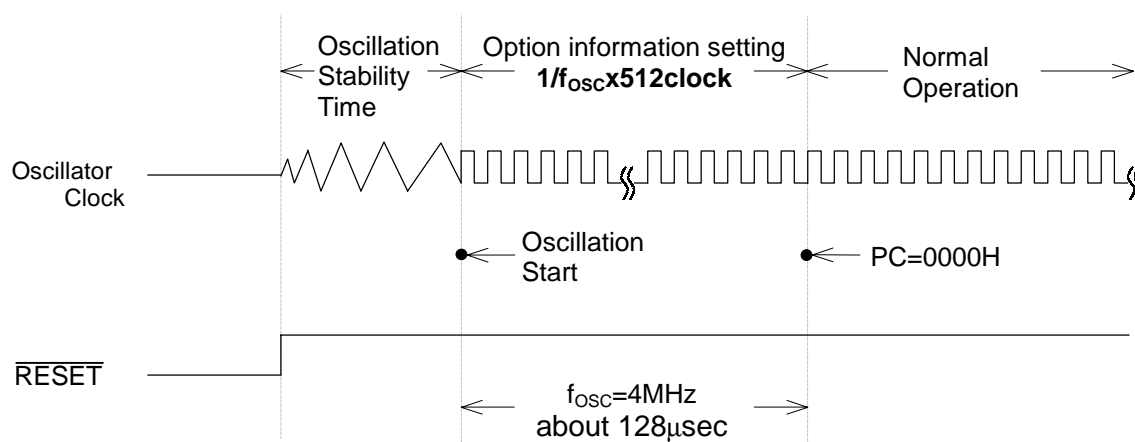 Oscillation
Stability
Time
Option information setting
1/fOSCx512clock
Normal
Operation
Oscillator
Clock
Oscillation
Start
PC=0000H
RESET
fOSC=4MHz
about 128μsec